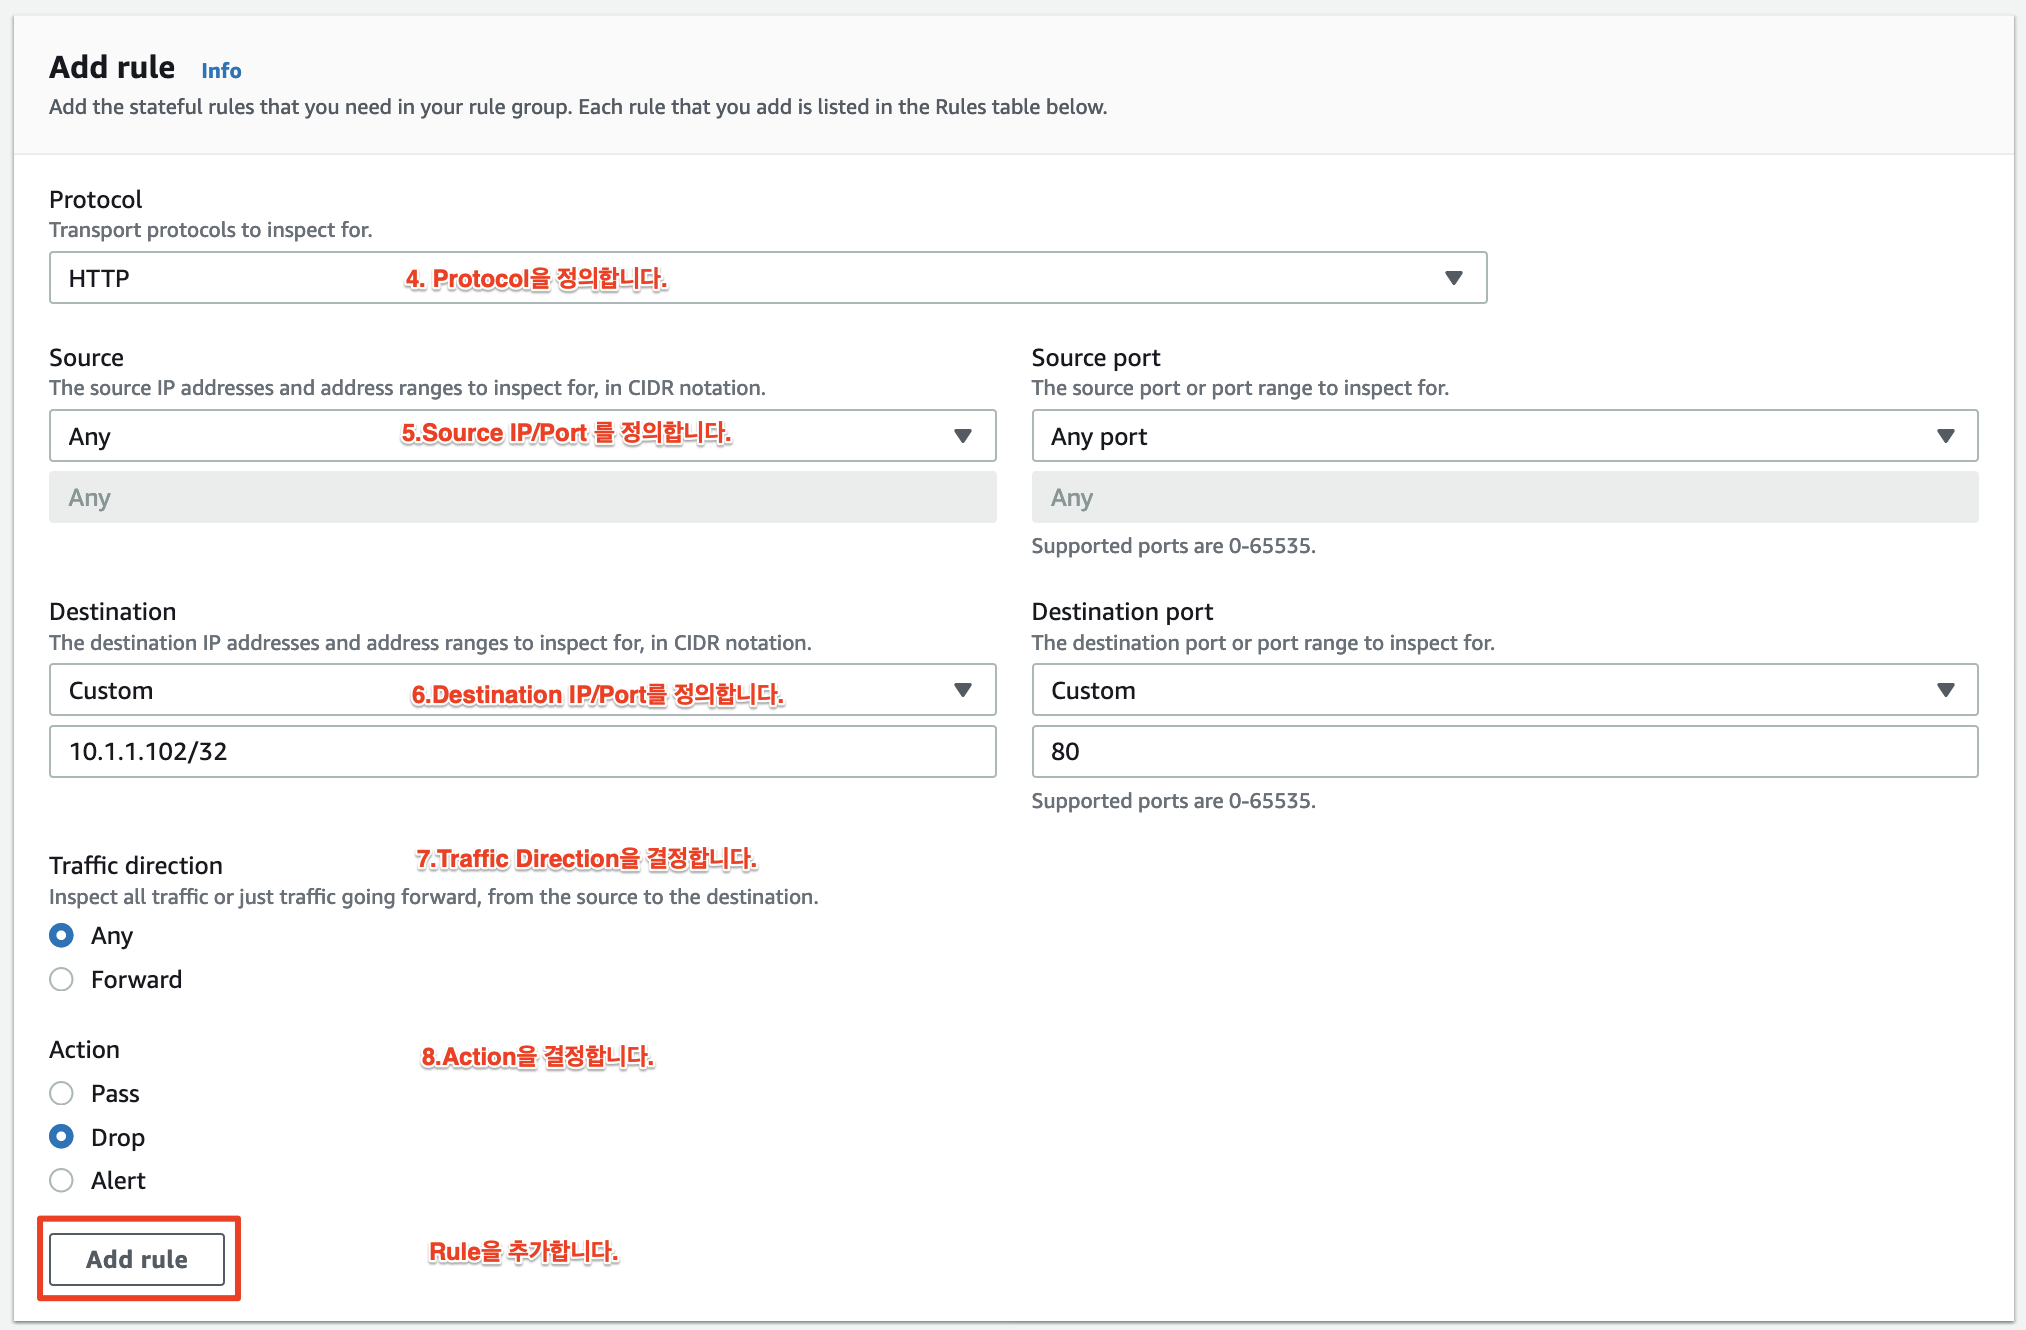 Add rule Info
Add the stateful rules that you need in your rule group. Each rule that you add is listed in the Rules table below.
Protocol
Transport protocols to inspect for.
HTTP
4. Protocol을 정의합니다.
Source
The source IP addresses and address ranges to inspect for, in CIDR notation.
Any
5.Source IP/Port 를 정의합니다.
Any
Source port
The source port or port range to inspect for.
Any port
Any
Supported ports are 0-65535.
Destination
The destination IP addresses and address ranges to inspect for, in CIDR notation.
Custom
6.Destination IP/Port를 정의합니다.
10.1.1.102/32
Destination port
The destination port or port range to inspect for.
Custom
80
Supported ports are 0-65535.
Traffic direction
7.Traffic Direction을 결정합니다.
Inspect all traffic or just traffic going forward, from the source to the destination.
Any
Forward
Action
8.Action을 결정합니다.
Pass
Drop
Alert
Add rule
Rule을 추가합니다.